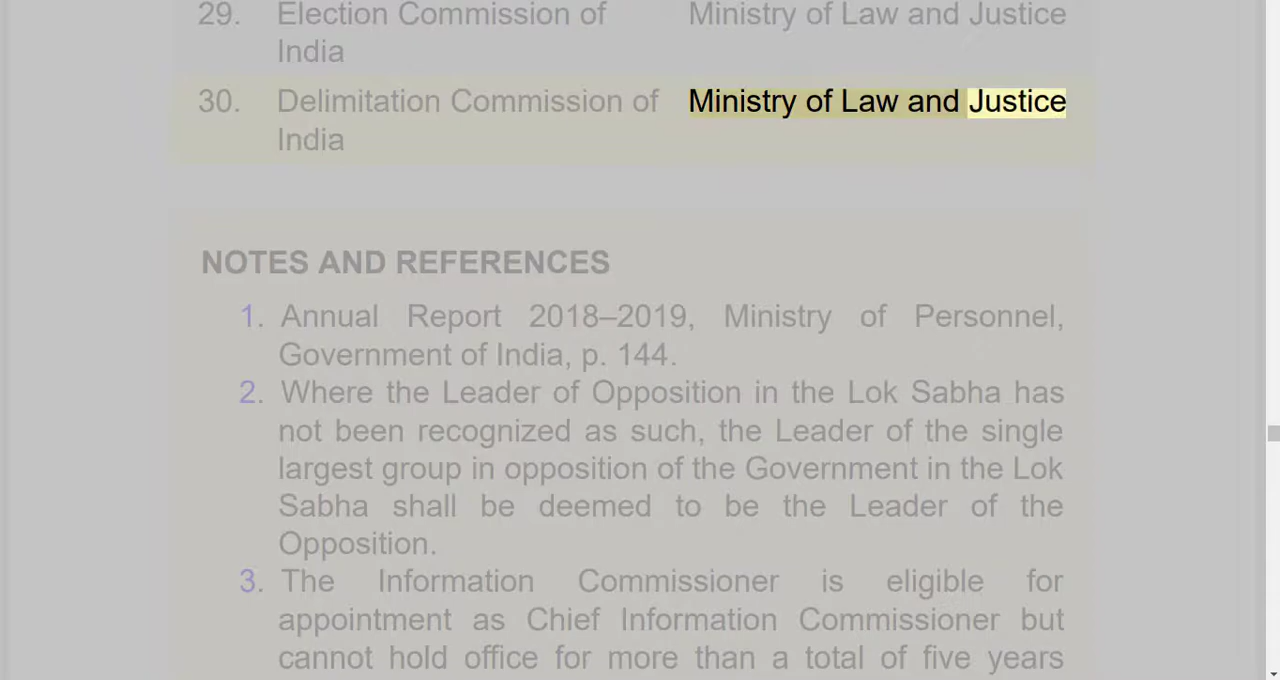 29. Election Commission of Ministry of Law and Justice
India
30. Delimitation Commission of Ministry of Law and Justice
India
NOTES AND REFERENCES
1. Annual Report 2018–2019, Ministry of Personnel,
Government of India, p. 144.
2. Where the Leader of Opposition in the Lok Sabha has
not been recognized as such, the Leader of the single
largest group in opposition of the Government in the Lok
Sabha shall be deemed to be the Leader of the
Opposition.
3. The Information Commissioner is eligible for
appointment as Chief Information Commissioner but
cannot hold office for more than a total of five years